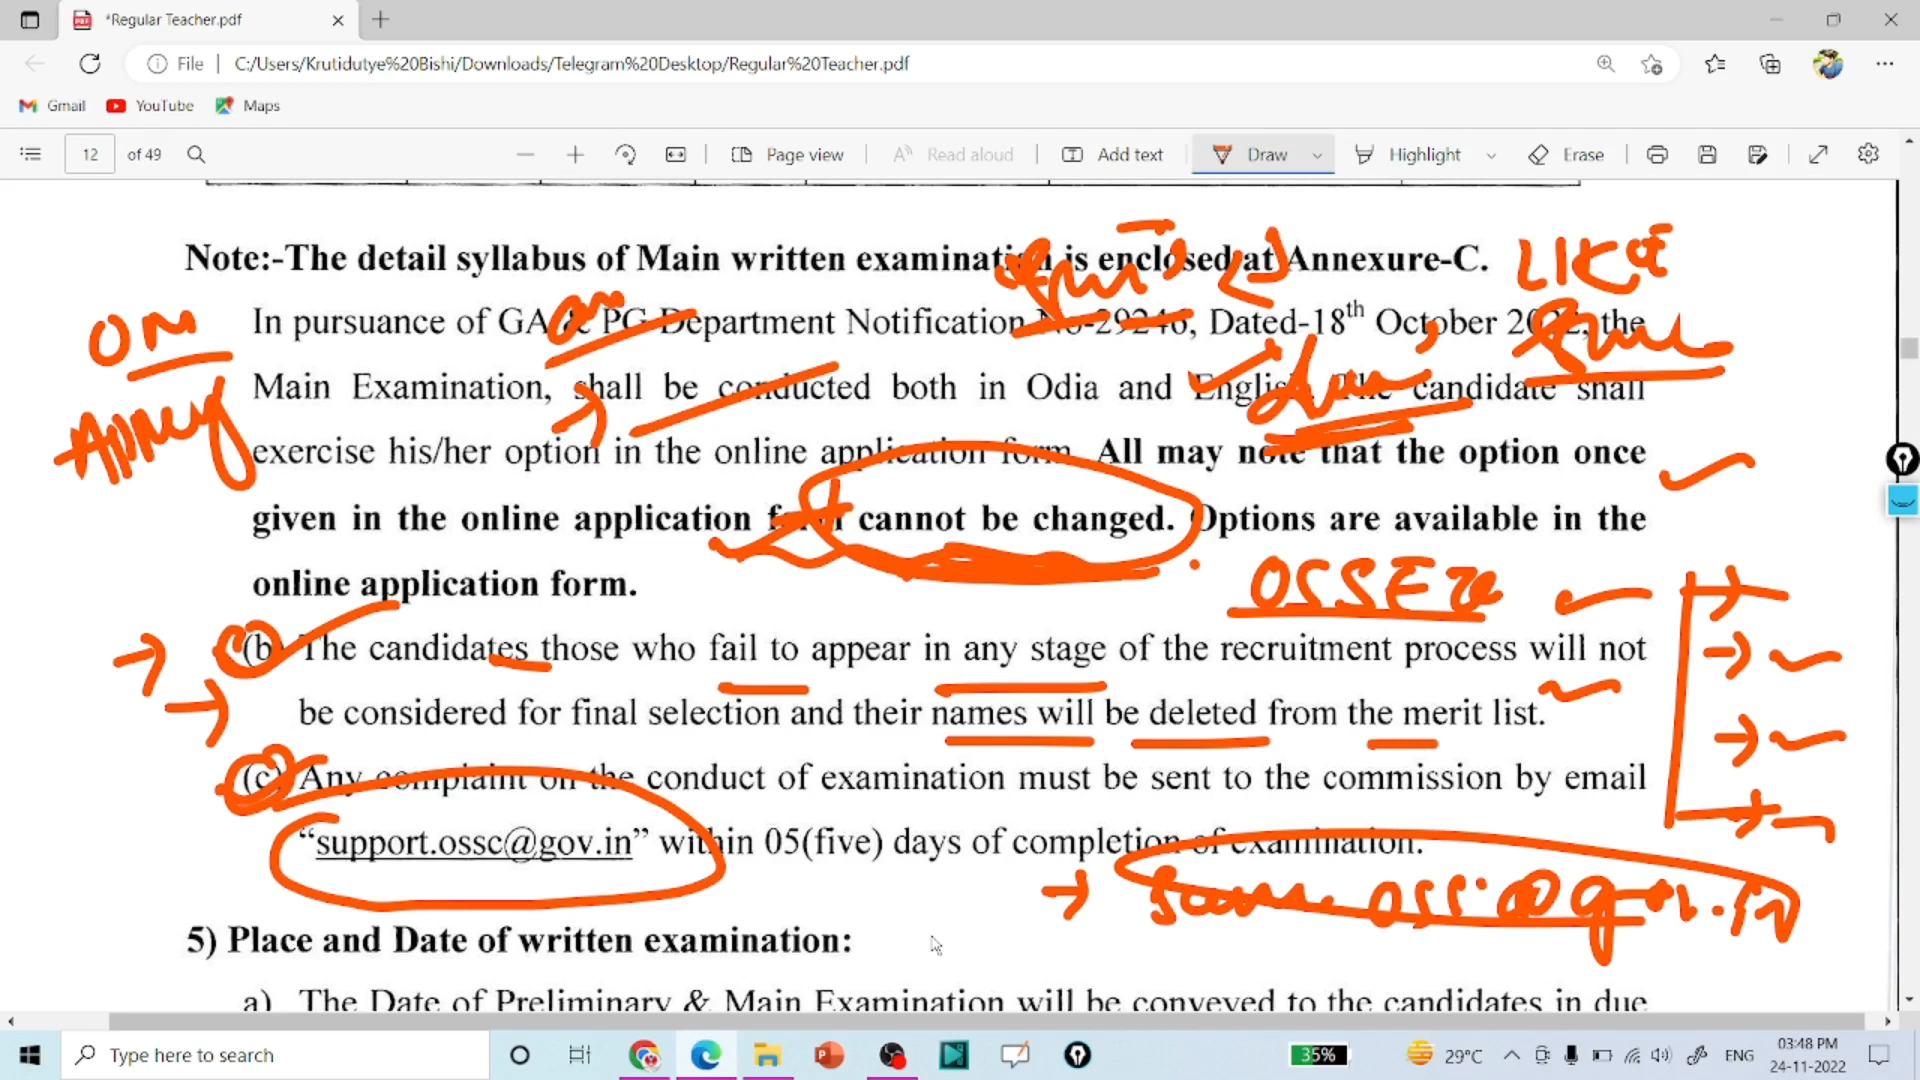 *Regular Teacher.pdf
File | C:/Users/Krutidutye%20Bishi/Downloads/Telegram%20Desktop/Regular%20Teacher.pdf
Gmail YouTube Maps
12 of 49 Page view Read aloud Add text Draw Highlight Erase
Note:-The detail syllabus of Main written examination is enclosed at Annexure-C.
LIKE
In pursuance of GA & PG Department Notification No-29246, Dated-18th October 2022, the
ON
Main Examination, shall be conducted both in Odia and English. The candidate shall
exercise his/her option in the online application form. All may note that the option once
given in the online application form cannot be changed. Options are available in the
online application form.
(b) The candidates those who fail to appear in any stage of the recruitment process will not
be considered for final selection and their names will be deleted from the merit list.
(c) Any complaint on the conduct of examination must be sent to the commission by email
“support.ossc@gov.in” within 05(five) days of completion of examination.
5) Place and Date of written examination:
a) The Date of Preliminary & Main Examination will be conveyed to the candidates in due
Type here to search 35% 29°C ENG 03:48 PM
24-11-2022